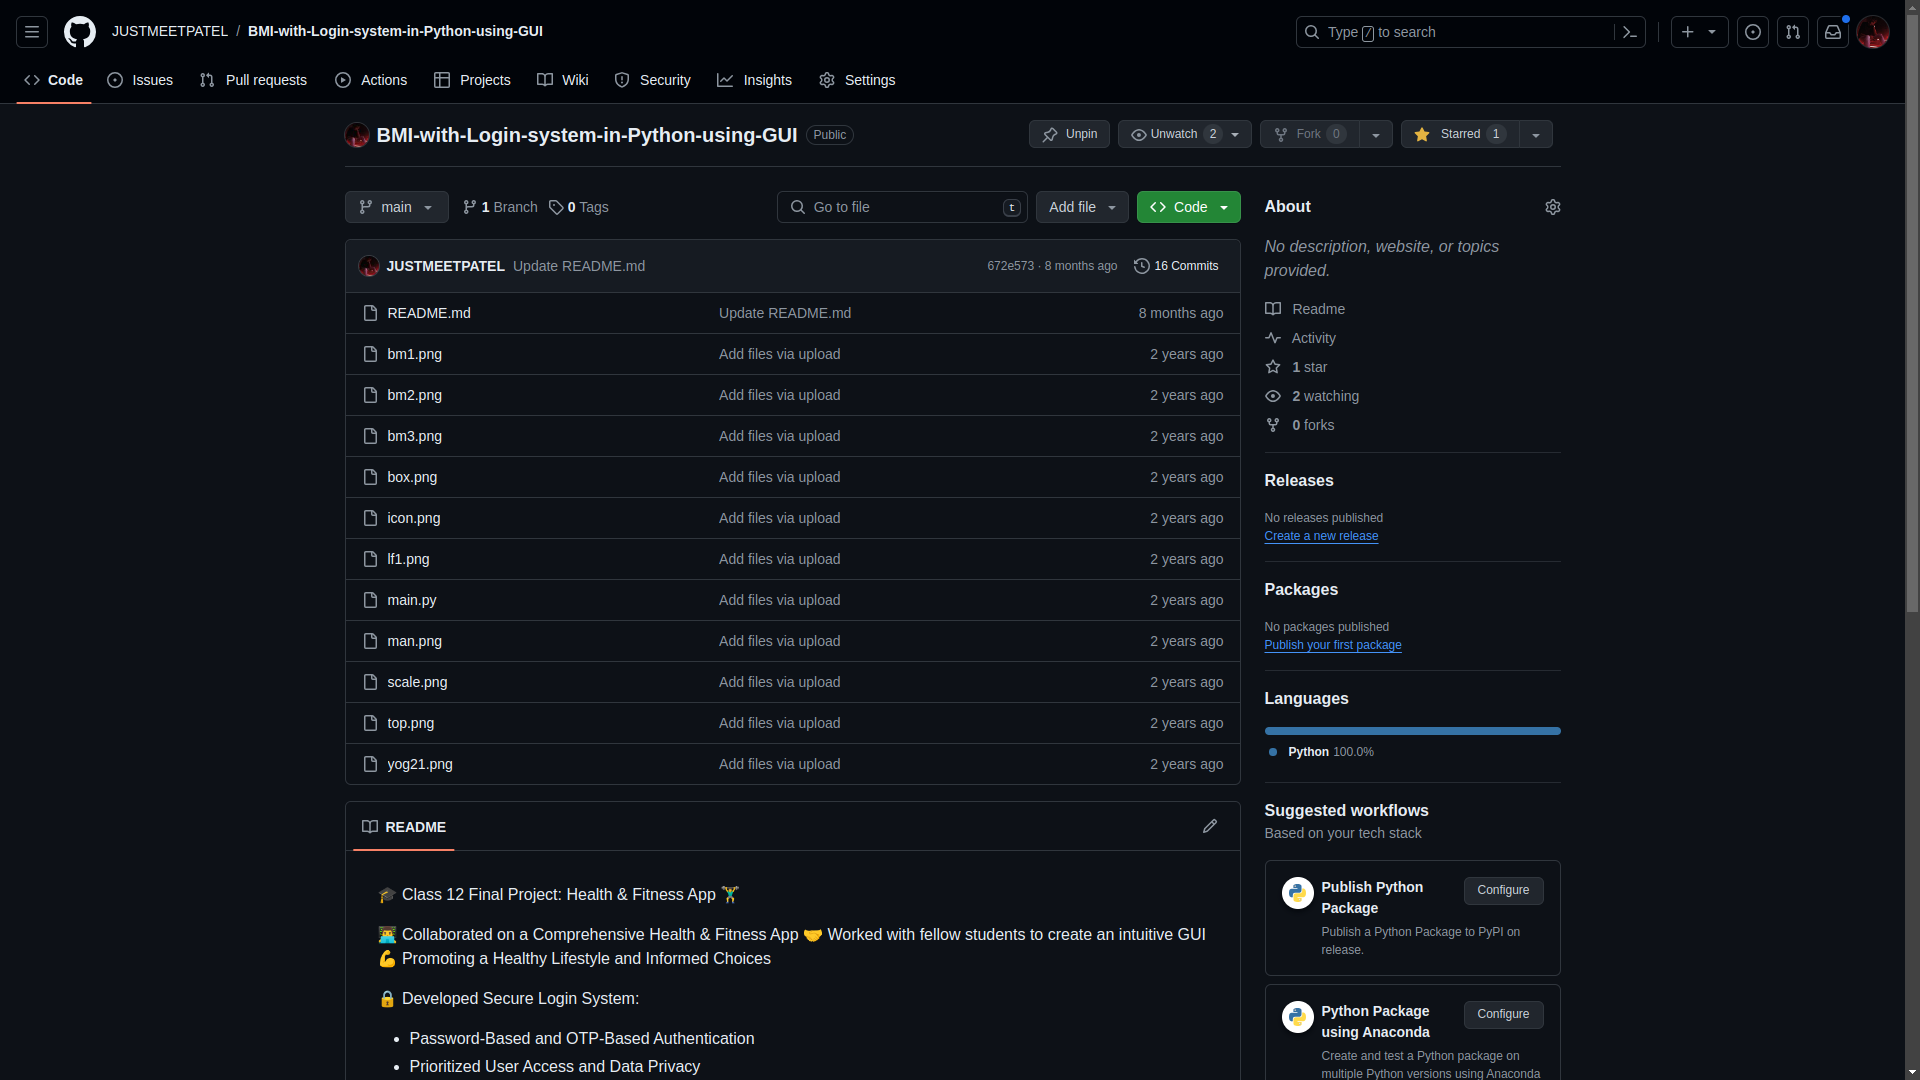 JUSTMEETPATEL / BMI-with-Login-system-in-Python-using-GUI
Type / to search
Code Issues Pull requests Actions Projects Wiki Security Insights Settings
BMI-with-Login-system-in-Python-using-GUI Public
Unpin Unwatch 2 Fork 0 Starred 1
main 1 Branch 0 Tags
Go to file t Add file Code
JUSTMEETPATEL Update README.md 672e573 · 8 months ago 16 Commits
README.md Update README.md 8 months ago
bm1.png Add files via upload 2 years ago
bm2.png Add files via upload 2 years ago
bm3.png Add files via upload 2 years ago
box.png Add files via upload 2 years ago
icon.png Add files via upload 2 years ago
lf1.png Add files via upload 2 years ago
main.py Add files via upload 2 years ago
man.png Add files via upload 2 years ago
scale.png Add files via upload 2 years ago
top.png Add files via upload 2 years ago
yog21.png Add files via upload 2 years ago
README
🎓 Class 12 Final Project: Health & Fitness App 🏋️
👨‍💻 Collaborated on a Comprehensive Health & Fitness App 🤝 Worked with fellow students to create an intuitive GUI
💪 Promoting a Healthy Lifestyle and Informed Choices
🔒 Developed Secure Login System:
• Password-Based and OTP-Based Authentication
• Prioritized User Access and Data Privacy
About
No description, website, or topics
provided.
Readme
Activity
1 star
2 watching
0 forks
Releases
No releases published
Create a new release
Packages
No packages published
Publish your first package
Languages
Python 100.0%
Suggested workflows
Based on your tech stack
Publish Python
Package
Configure
Publish a Python Package to PyPI on
release.
Python Package
using Anaconda
Configure
Create and test a Python package on
multiple Python versions using Anaconda